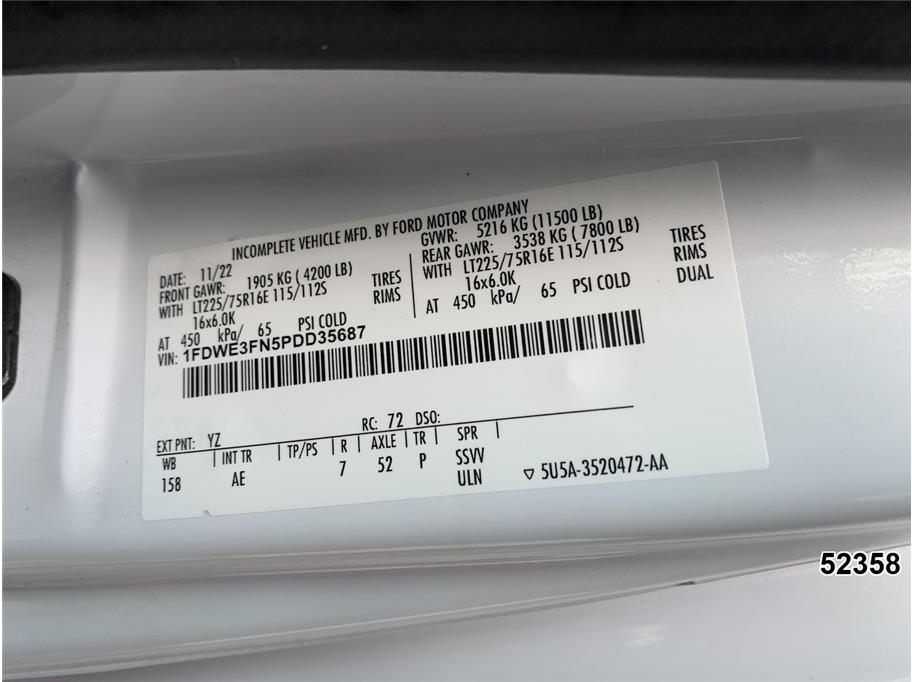 INCOMPLETE VEHICLE MFD. BY FORD MOTOR COMPANY
DATE: 11/22
GVWR: 5216 KG (11500 LB)
FRONT GAWR: 1905 KG ( 4200 LB)
REAR GAWR: 3538 KG ( 7800 LB)
WITH LT225/75R16E 115/112S TIRES
WITH LT225/75R16E 115/112S TIRES
16x6.0K RIMS
16x6.0K RIMS
AT 450 kPa/ 65 PSI COLD
AT 450 kPa/ 65 PSI COLD DUAL
VIN: 1FDWE3FN5PDD35687
EXT PNT: YZ RC: 72 DSO:
WB INT TR TP/PS R AXLE TR SPR
158 AE 7 52 P SSVV
ULN
5U5A-3520472-AA
52358